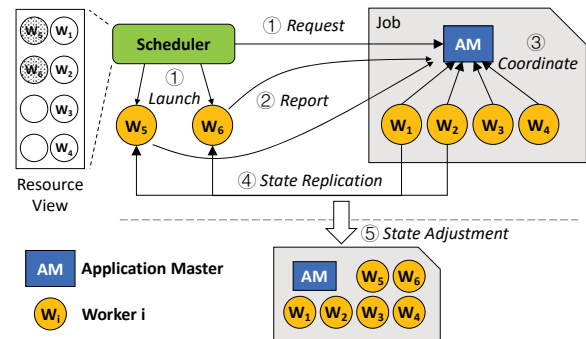 W5 W1
W6 W2
W3
W4
Resource
View
Scheduler
① Request
①
Launch
② Report
W5
W6
Job
AM
③
Coordinate
W1 W2 W3 W4
④ State Replication
⑤ State Adjustment
AM Application Master
Wi Worker i
AM W5 W6
W1 W2 W3 W4